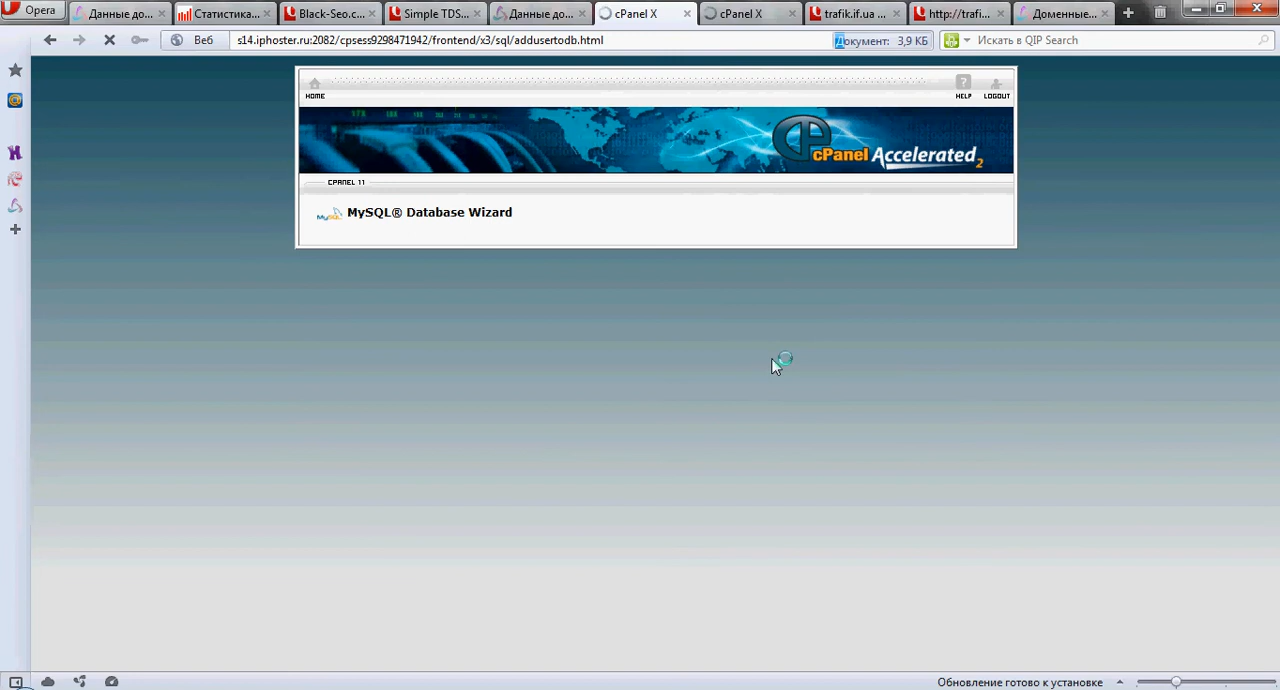 Opera
Данные до...
Статистика...
Black-Seo.c...
Simple TDS...
Данные до...
cPanel X
cPanel X
trafik.if.ua ...
http://trafi...
Доменные...
Веб
s14.iphoster.ru:2082/cpsess9298471942/frontend/x3/sql/addusertodb.html
Документ: 3,9 КБ
Искать в QIP Search
HOME
HELP
LOGOUT
cPanel Accelerated 2
CPANEL 11
MySQL® Database Wizard
Обновление готово к установке